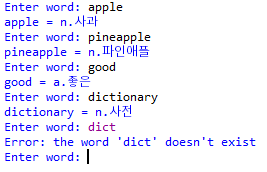 Enter word: apple
apple = n.사과
Enter word: pineapple
pineapple = n.파인애플
Enter word: good
good = a.좋은
Enter word: dictionary
dictionary = n.사전
Enter word: dict
Error: the word 'dict' doesn't exist
Enter word: